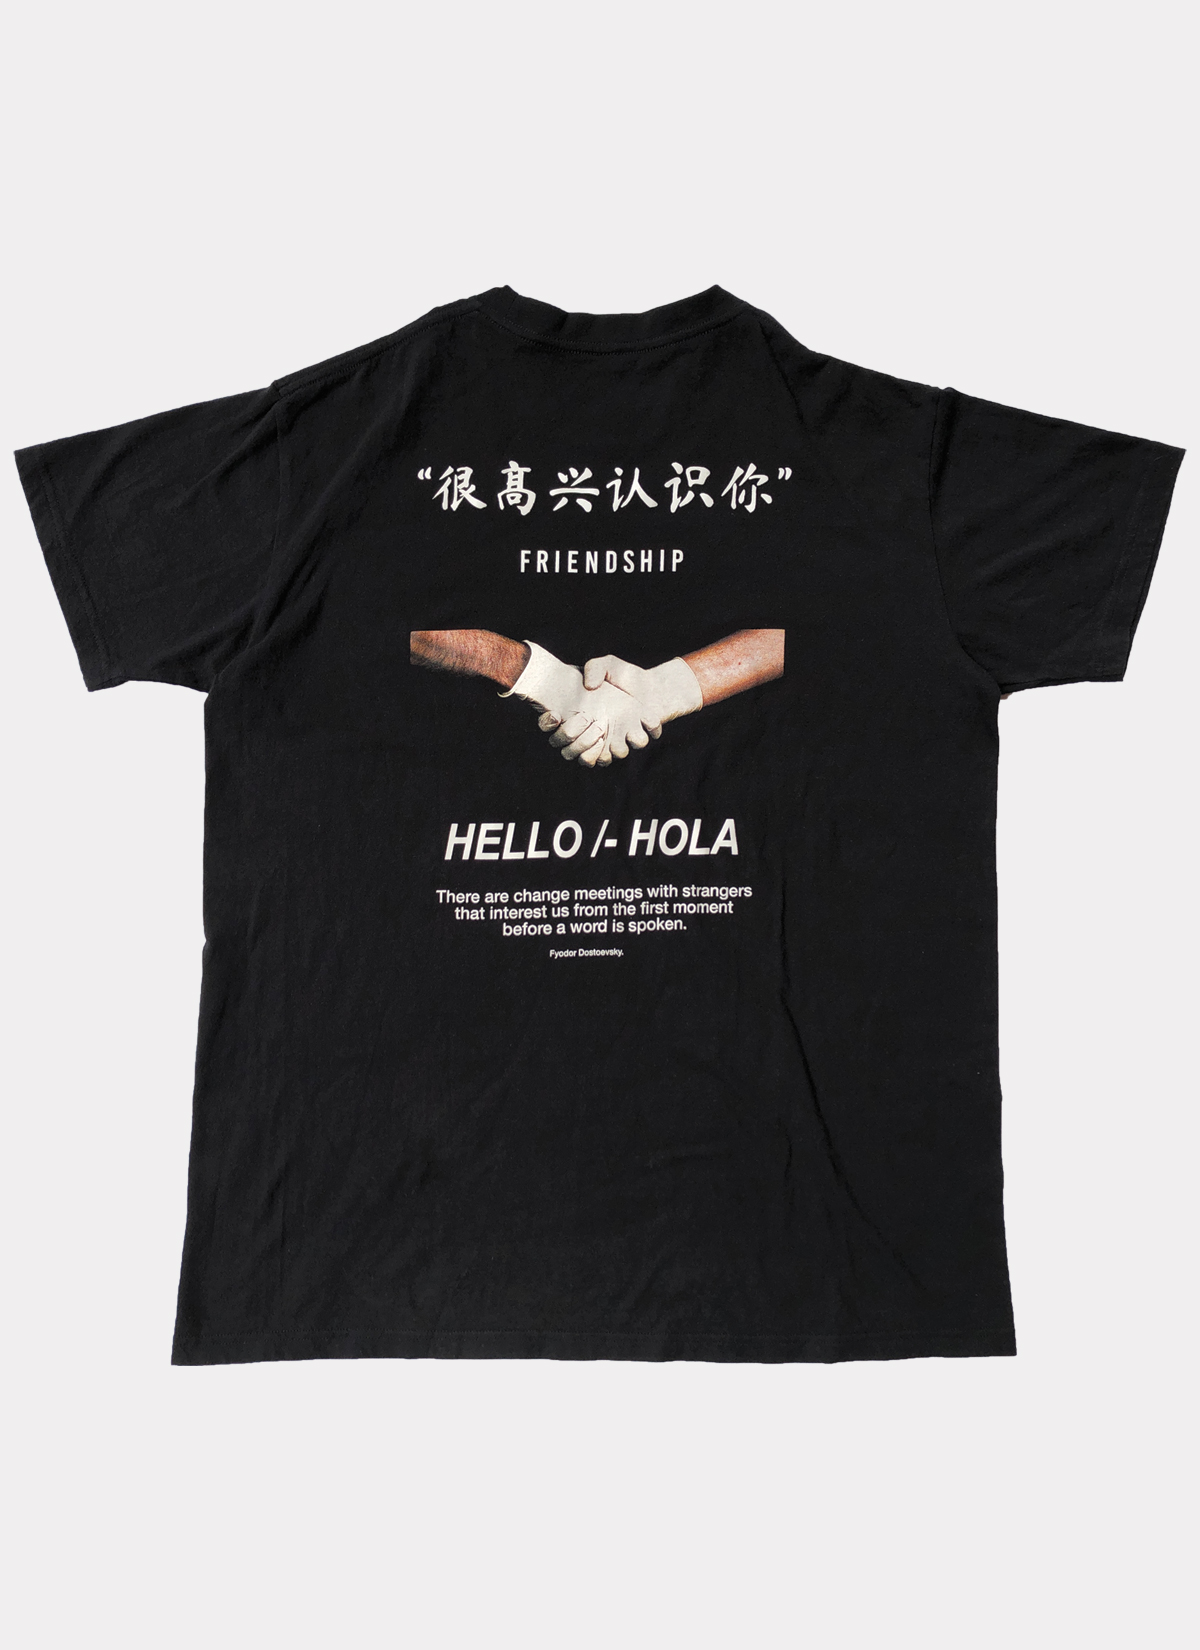 “很高兴认识你”
FRIENDSHIP
HELLO /- HOLA
There are change meetings with strangers
that interest us from the first moment
before a word is spoken.
Fyodor Dostoevsky.